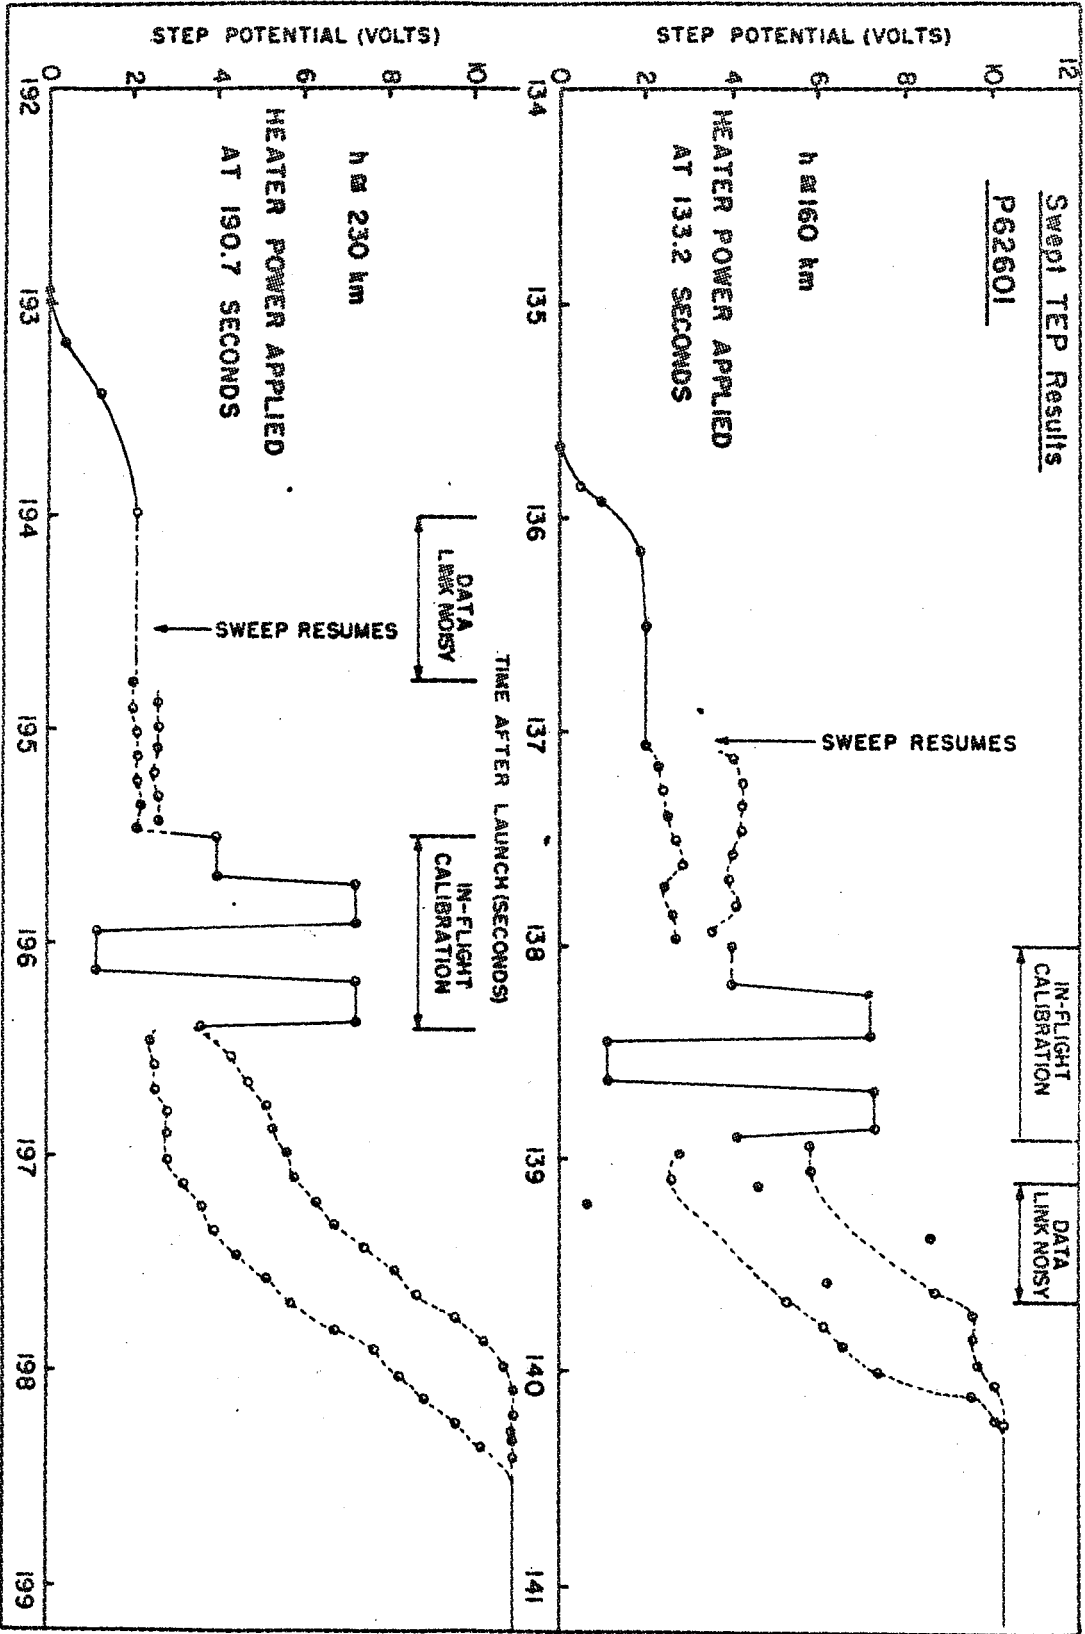 Swept TEP Results
P62601
h ≅ 160 km
HEATER POWER APPLIED
AT 133.2 SECONDS
SWEEP RESUMES
IN-FLIGHT
CALIBRATION
DATA
LINK NOISY
STEP POTENTIAL (VOLTS)
0 2 4 6 8 10 12
134 135 136 137 138 139 140 141
TIME AFTER LAUNCH (SECONDS)
h ≅ 230 km
HEATER POWER APPLIED
AT 190.7 SECONDS
DATA
LINK NOISY
SWEEP RESUMES
IN-FLIGHT
CALIBRATION
STEP POTENTIAL (VOLTS)
0 2 4 6 8 10
192 193 194 195 196 197 198 199